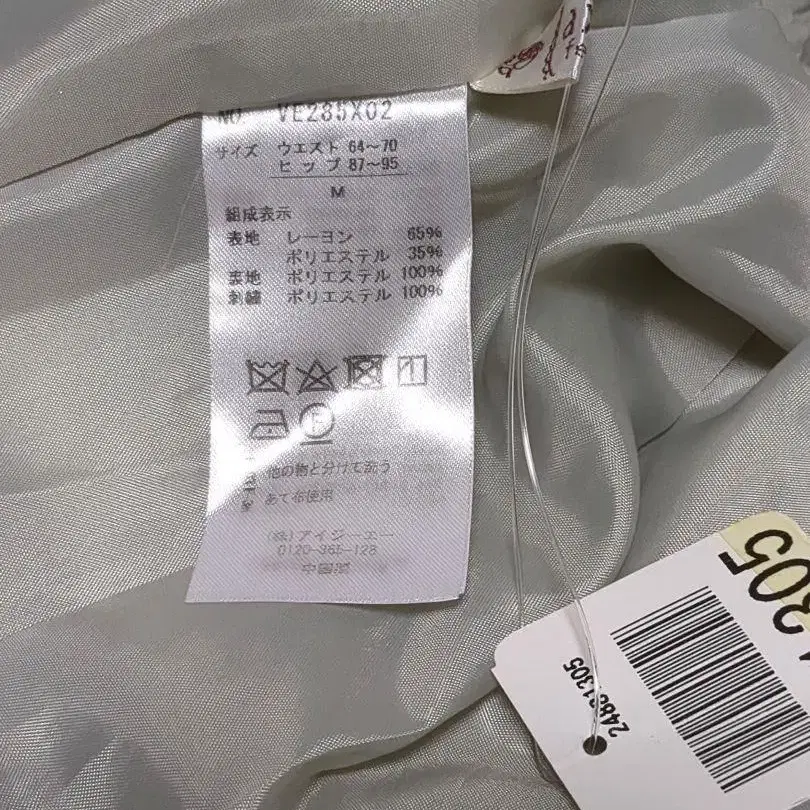 NO. VE235X02
サイズ ウエスト 64～70
ヒップ 87～95
M
組成表示
表地 レーヨン 65%
ポリエステル 35%
裏地 ポリエステル 100%
刺繍 ポリエステル 100%
他の物と分けて洗う
あて布使用
(株)アイジーエー
0120-365-128
中国製
305
24881305